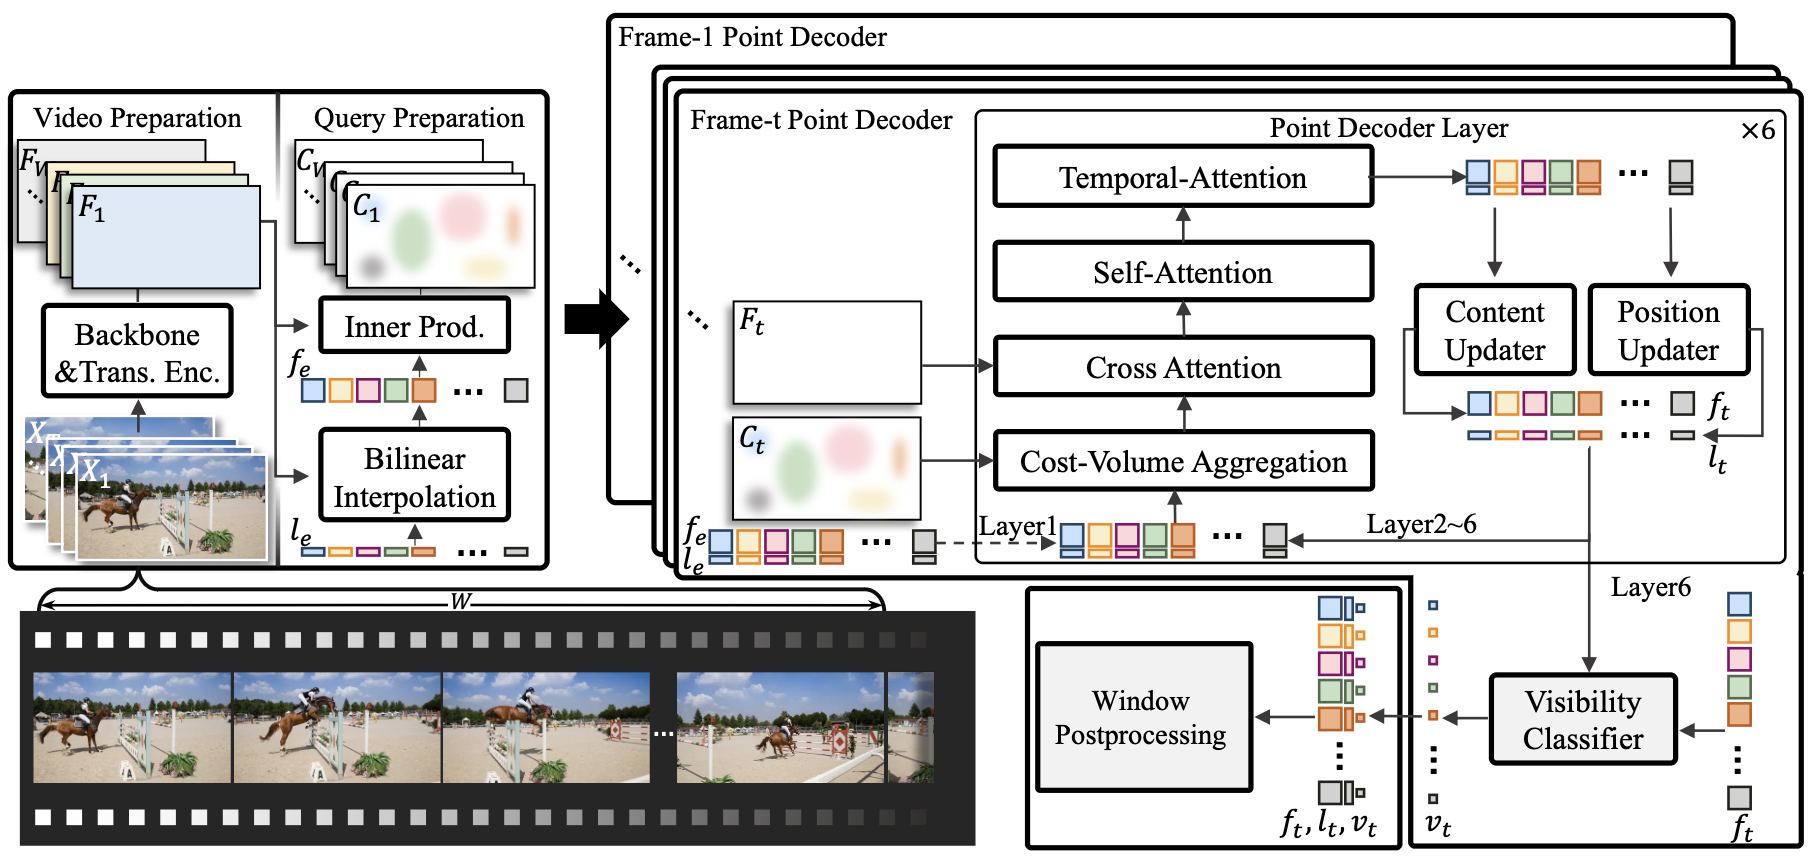 Frame-1 Point Decoder
Video Preparation
Query Preparation
Frame-t Point Decoder
Point Decoder Layer
×6
F_W
F_1
C_W
C_1
Backbone
&Trans. Enc.
Inner Prod.
f_e
X_1
Bilinear
Interpolation
l_e
Temporal-Attention
Self-Attention
Cross Attention
Cost-Volume Aggregation
F_t
C_t
f_e
l_e
Layer1
Layer2~6
Content
Updater
Position
Updater
f_t
l_t
Layer6
W
Window
Postprocessing
f_t, l_t, v_t
v_t
Visibility
Classifier
f_t